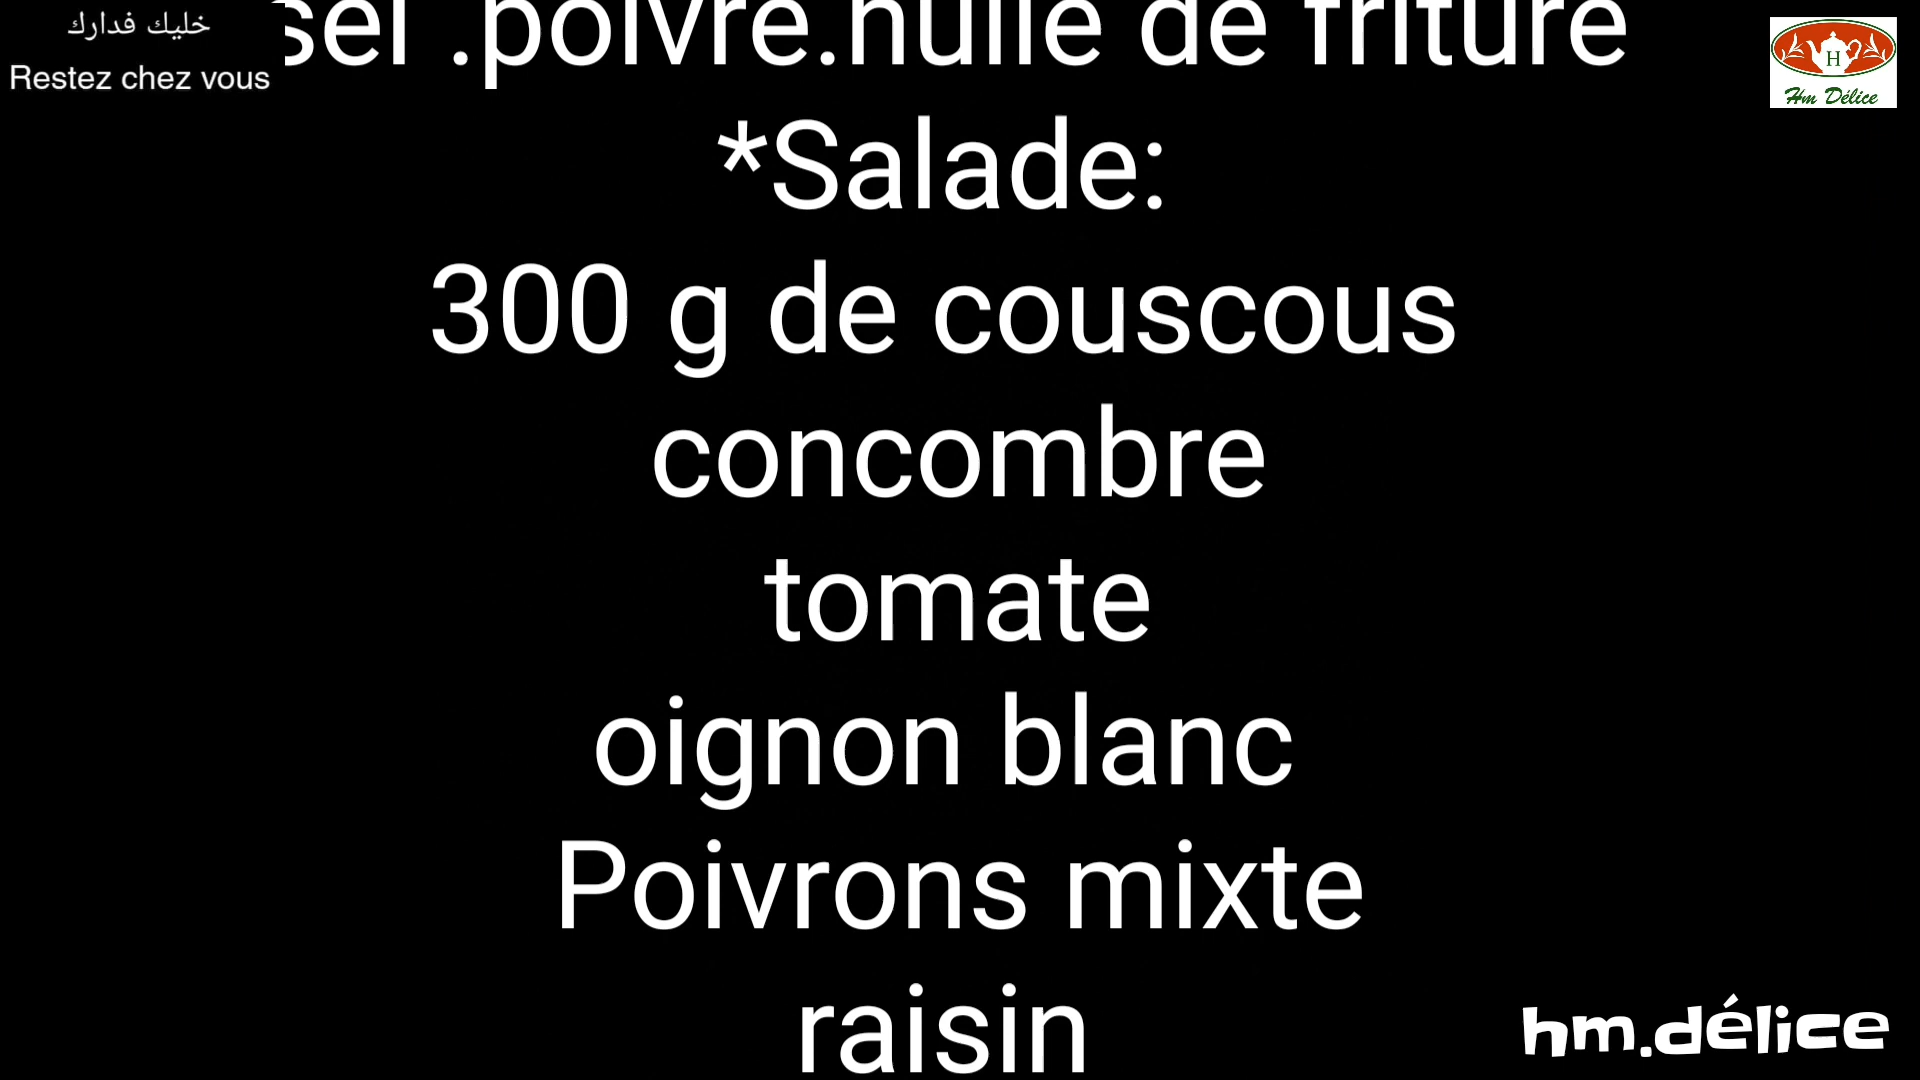 خليك فدارك
Restez chez vous
sel .poivre.huile de friture
H
Hm Délice
*Salade:
300 g de couscous
concombre
tomate
oignon blanc
Poivrons mixte
raisin
hm.délice